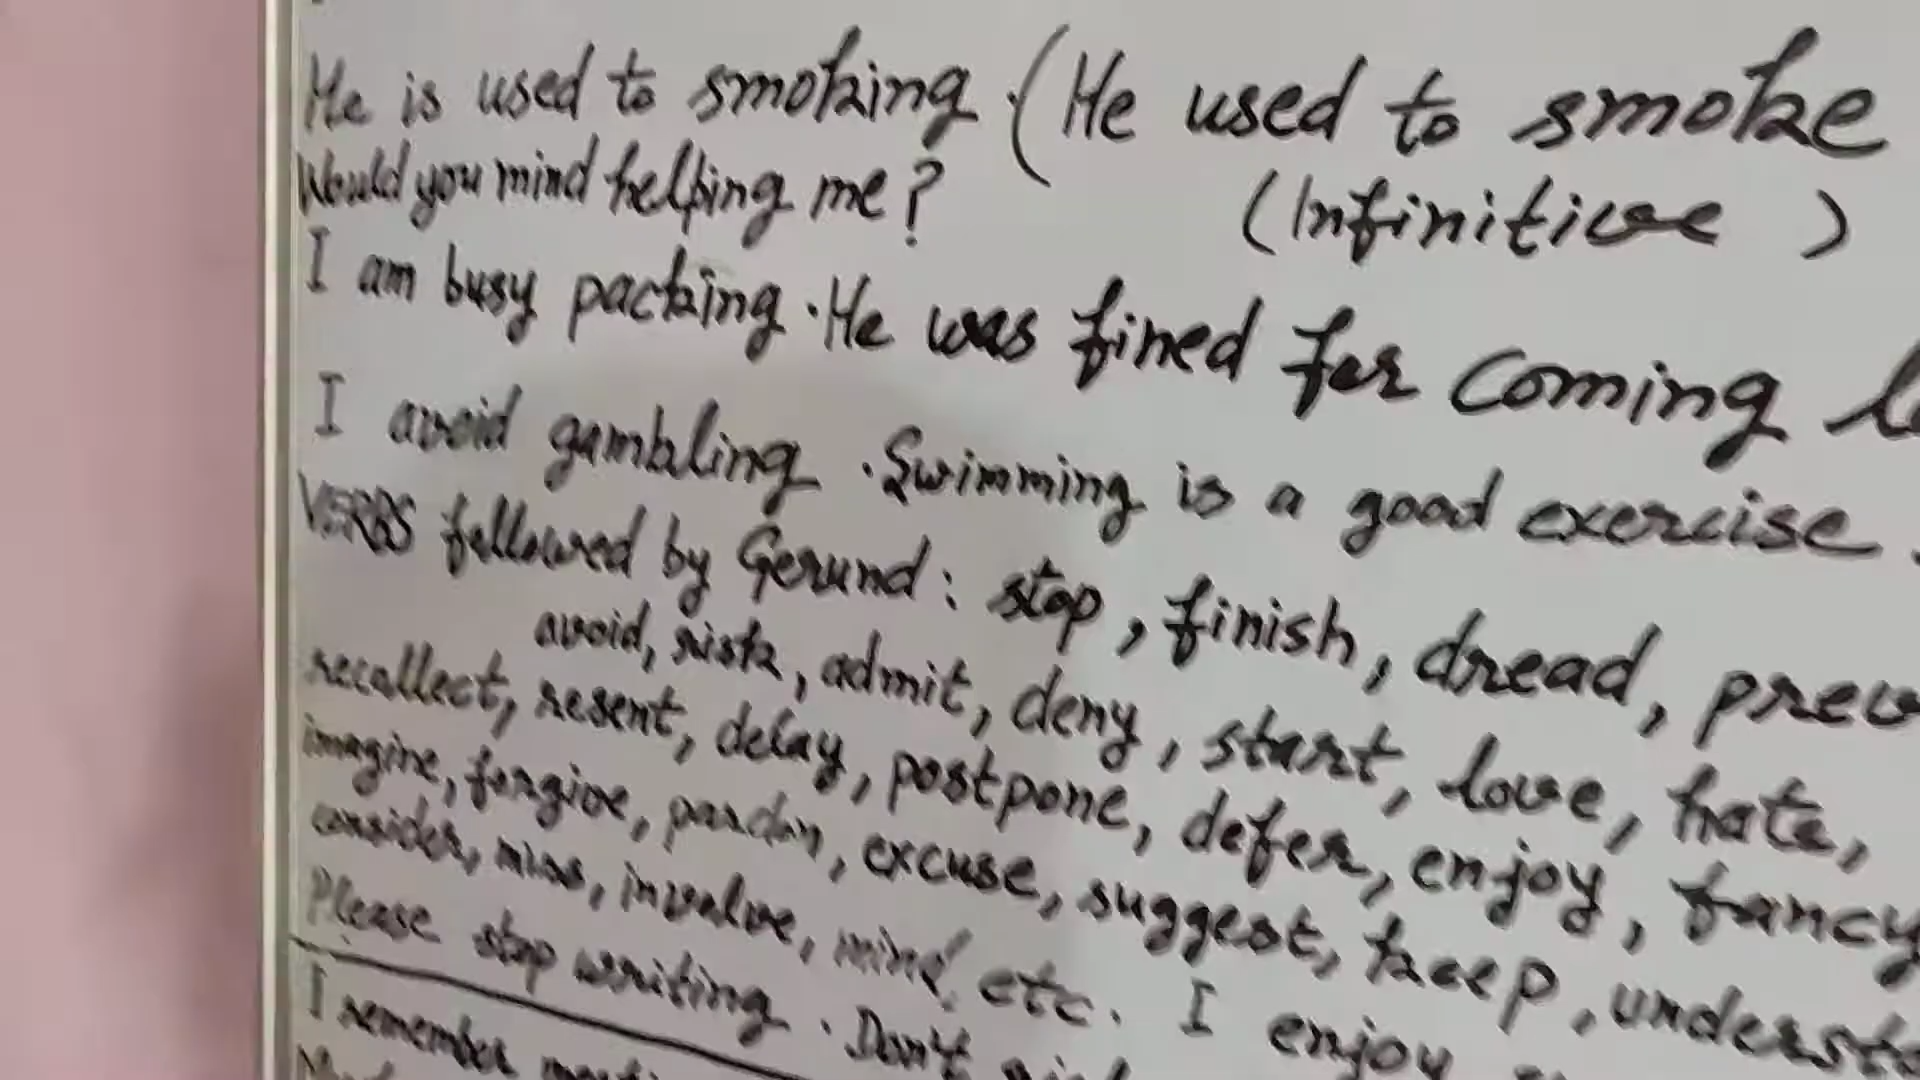 He is used to smoking. (He used to smoke
Would you mind helping me? (Infinitive)
I am busy packing. He was fined for coming
I avoid gambling. Swimming is a good exercise.
VERBS followed by Gerund: stop, finish, dread,
avoid, risk, admit, deny, start, love, hate,
recollect, resent, delay, postpone, defer, enjoy, fancy
imagine, forgive, pardon, excuse, suggest, keep,
consider, miss, involve, mind, etc. I enjoy
Please stop writing. Don't
I remember